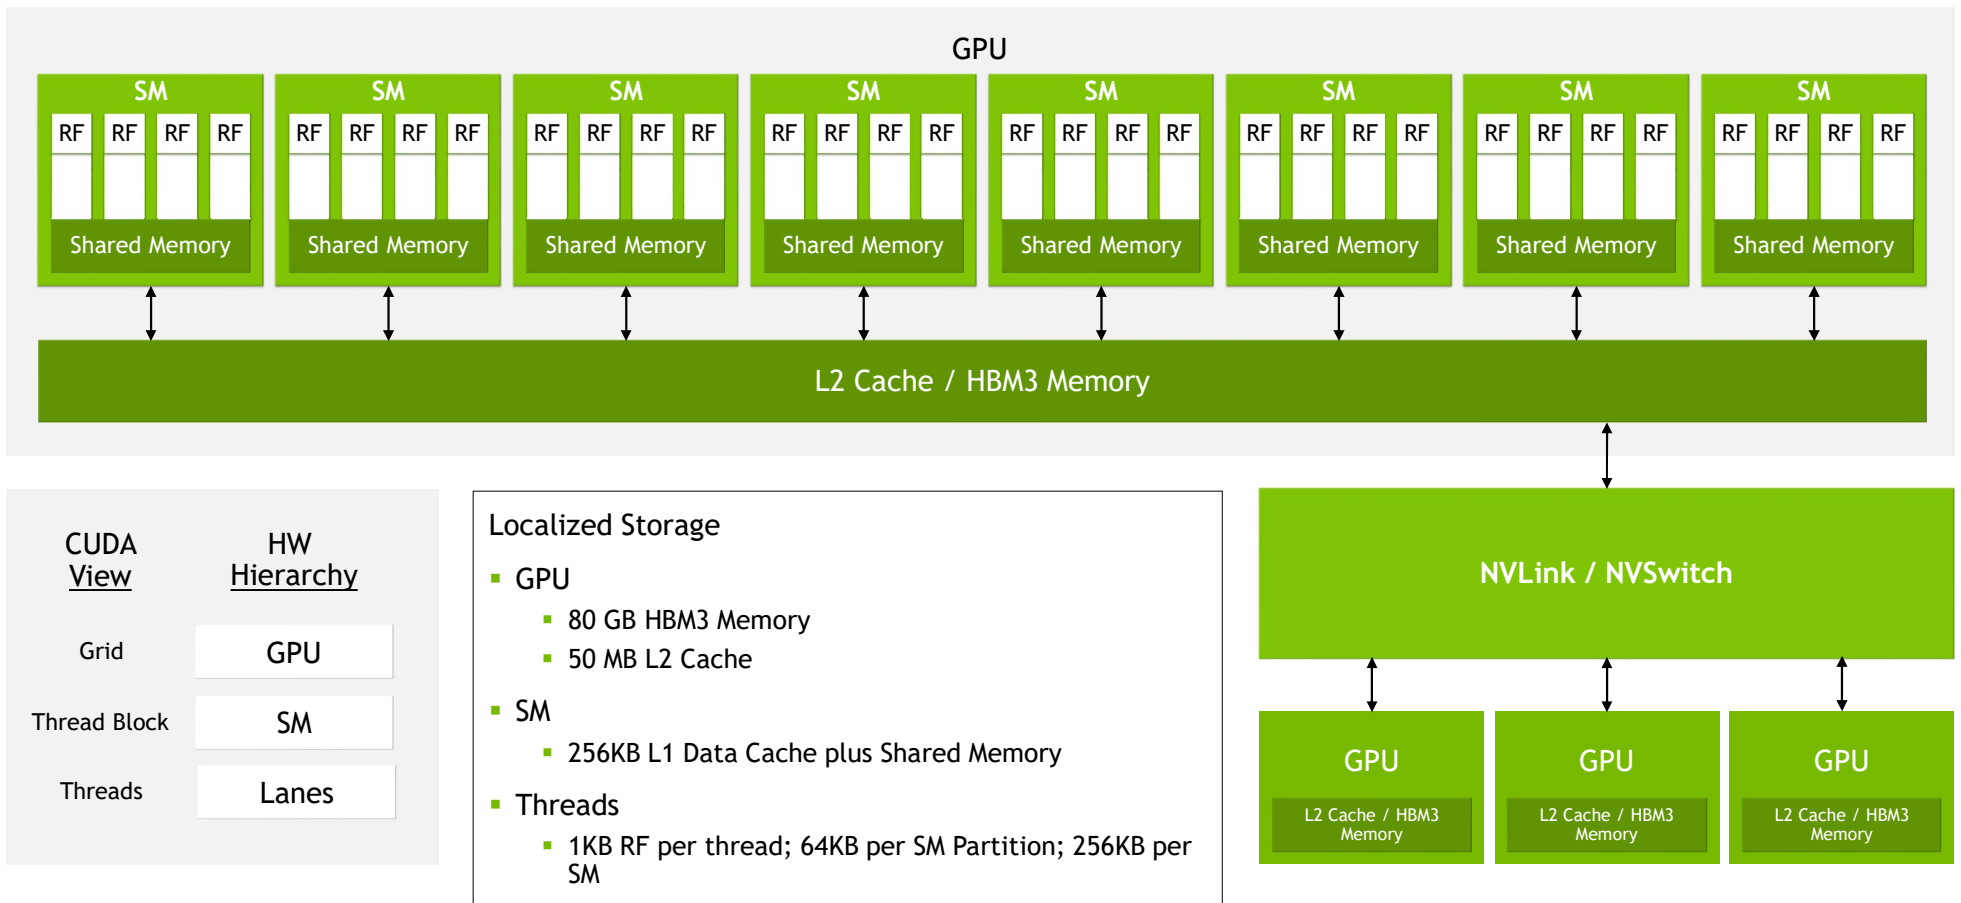 GPU
SM SM SM SM SM SM SM SM
RF RF RF RF RF RF RF RF RF RF RF RF RF RF RF RF RF RF RF RF RF RF RF RF RF RF RF RF RF RF RF RF
Shared Memory Shared Memory Shared Memory Shared Memory Shared Memory Shared Memory Shared Memory Shared Memory
L2 Cache / HBM3 Memory
CUDA
View
HW
Hierarchy
Grid GPU
Thread Block SM
Threads Lanes
Localized Storage
▪ GPU
▪ 80 GB HBM3 Memory
▪ 50 MB L2 Cache
▪ SM
▪ 256KB L1 Data Cache plus Shared Memory
▪ Threads
▪ 1KB RF per thread; 64KB per SM Partition; 256KB per
SM
NVLink / NVSwitch
GPU
L2 Cache / HBM3
Memory
GPU
L2 Cache / HBM3
Memory
GPU
L2 Cache / HBM3
Memory